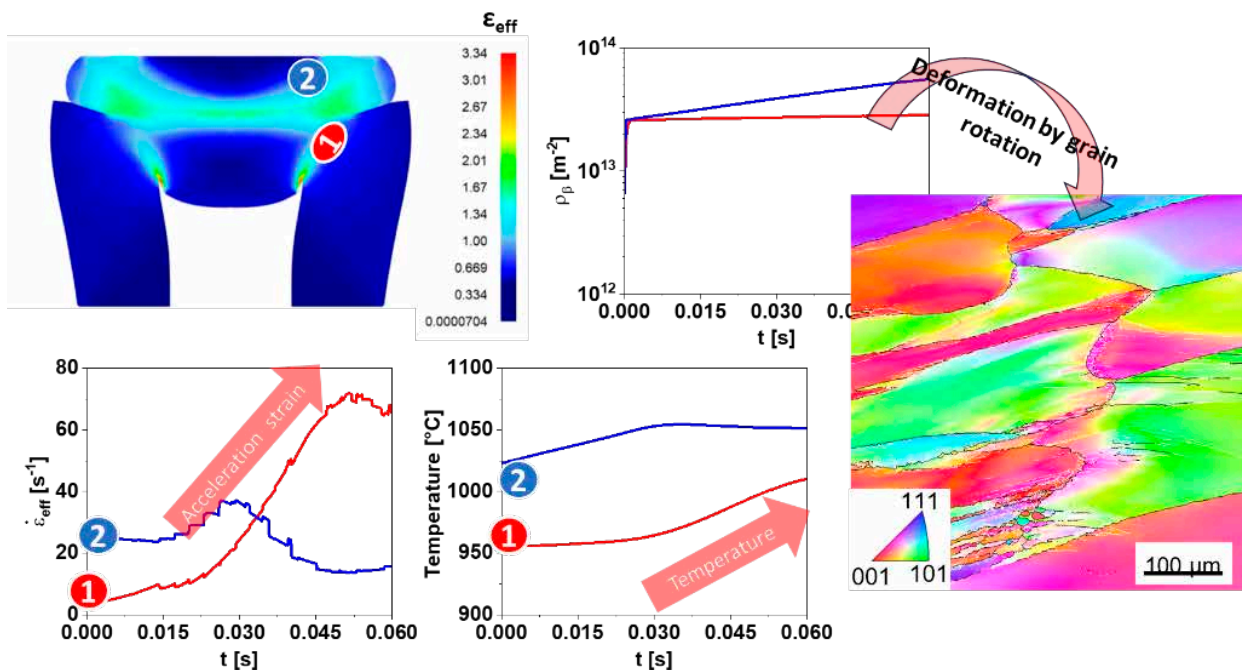 ε_eff
3.34
3.01
2.67
2.34
2.01
1.67
1.34
1.00
0.669
0.334
0.0000704
2
1
10^14
10^13
10^12
ρ_β [m^-2]
0.000 0.015 0.030 0.0
t [s]
Deformation by grain
rotation
111
001 101
100 µm
80
60
40
20
0
ε̇_eff [s^-1]
Acceleration strain
2
1
0.000 0.015 0.030 0.045 0.060
t [s]
1100
1050
1000
950
900
Temperature [°C]
Temperature
2
1
0.000 0.015 0.030 0.045 0.060
t [s]